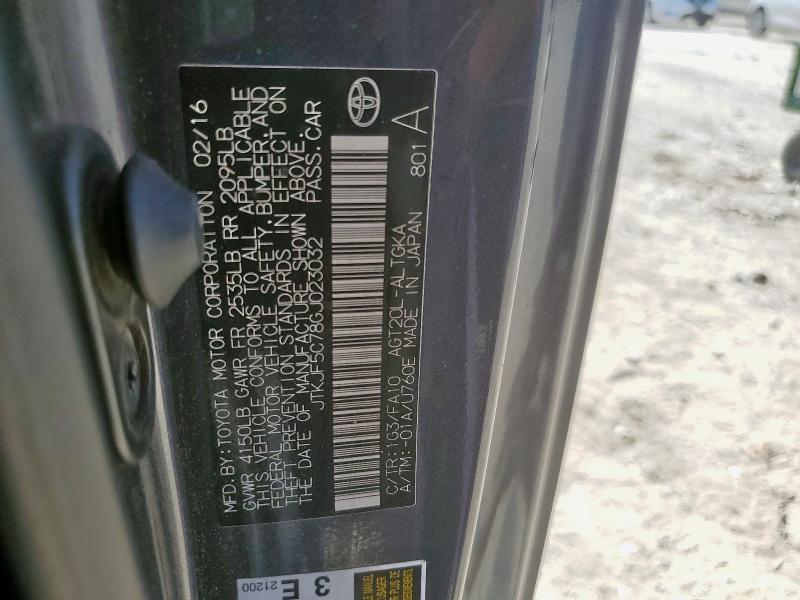 MFD.BY:TOYOTA MOTOR CORPORATION 02/16
GVWR 4150LB GAWR FR 2535LB RR 2095LB
THIS VEHICLE CONFORMS TO ALL APPLICABLE
FEDERAL MOTOR VEHICLE SAFETY, BUMPER, AND
THEFT PREVENTION STANDARDS IN EFFECT ON
THE DATE OF MANUFACTURE SHOWN ABOVE.
JTKJF5C78GJ023032 PASS.CAR
C/TR:1G3/FA10 AGT20L-ALTGKA
A/TM:-01A/U760E MADE IN JAPAN 801 A
21200
3
E